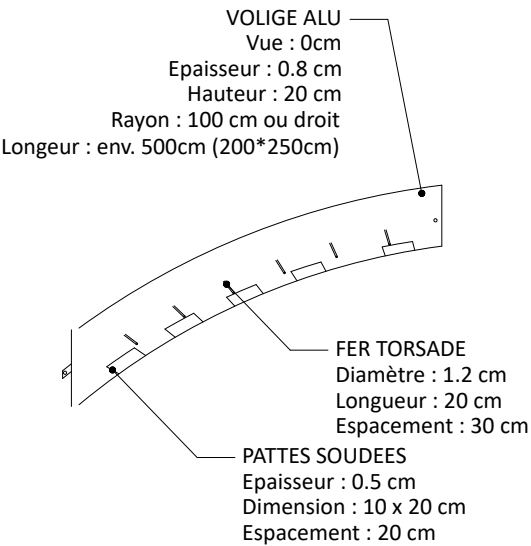 VOLIGE ALU
Vue : 0cm
Epaisseur : 0.8 cm
Hauteur : 20 cm
Rayon : 100 cm ou droit
Longeur : env. 500cm (200*250cm)
FER TORSADE
Diamètre : 1.2 cm
Longueur : 20 cm
Espacement : 30 cm
PATTES SOUDEES
Epaisseur : 0.5 cm
Dimension : 10 x 20 cm
Espacement : 20 cm